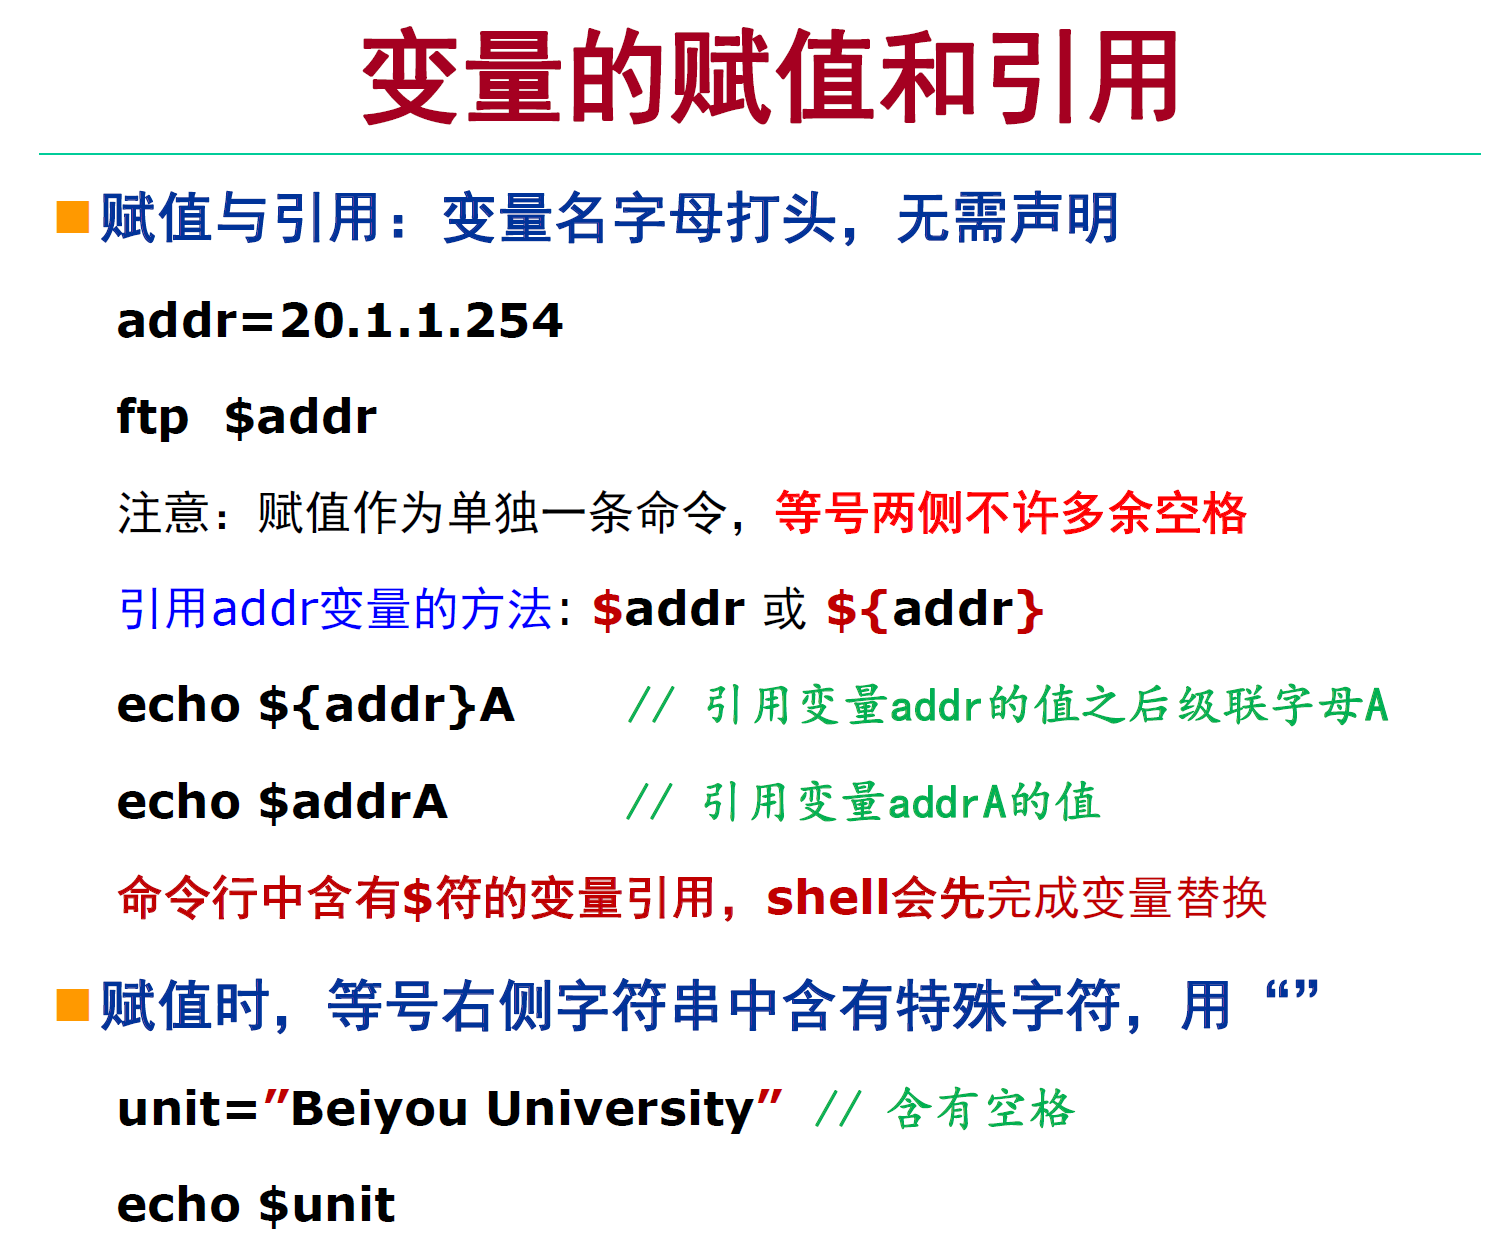 变量的赋值和引用
赋值与引用：变量名字母打头，无需声明
addr=20.1.1.254
ftp  $addr
注意：赋值作为单独一条命令，等号两侧不许多余空格
引用addr变量的方法: $addr 或 ${addr}
echo ${addr}A // 引用变量addr的值之后级联字母A
echo $addrA // 引用变量addrA的值
命令行中含有$符的变量引用，shell会先完成变量替换
赋值时，等号右侧字符串中含有特殊字符，用 “”
unit=”Beiyou University” // 含有空格
echo $unit